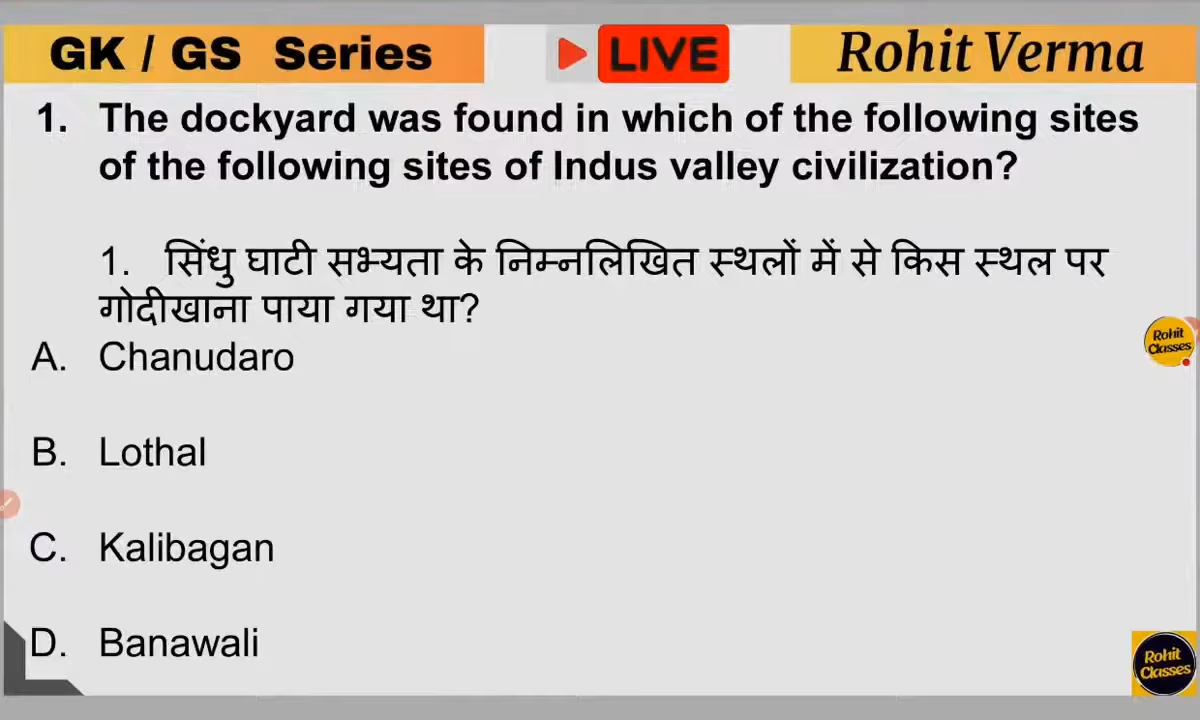 GK / GS Series
LIVE
Rohit Verma
1. The dockyard was found in which of the following sites
of the following sites of Indus valley civilization?
1. सिंधु घाटी सभ्यता के निम्नलिखित स्थलों में से किस स्थल पर
गोदीखाना पाया गया था?
A. Chanudaro
Rohit
Classes
B. Lothal
C. Kalibagan
D. Banawali
Rohit
Classes